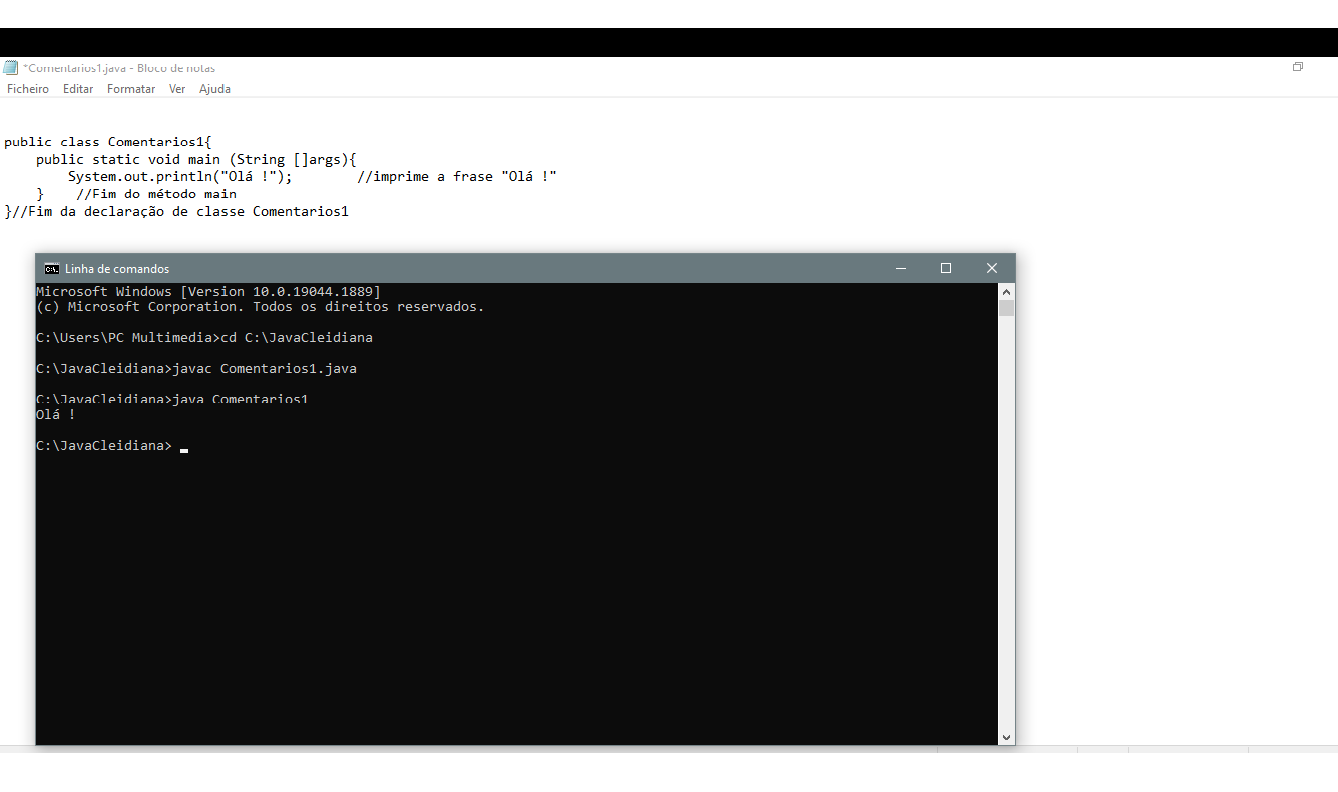 *Comentarios1.java - Bloco de notas
Ficheiro Editar Formatar Ver Ajuda
public class Comentarios1{
    public static void main (String []args){
        System.out.println("Olá !");        //imprime a frase "Olá !"
    }    //Fim do método main
}//Fim da declaração de classe Comentarios1
Linha de comandos
Microsoft Windows [Version 10.0.19044.1889]
(c) Microsoft Corporation. Todos os direitos reservados.
C:\Users\PC Multimedia>cd C:\JavaCleidiana
C:\JavaCleidiana>javac Comentarios1.java
C:\JavaCleidiana>java Comentarios1
Olá !
C:\JavaCleidiana>